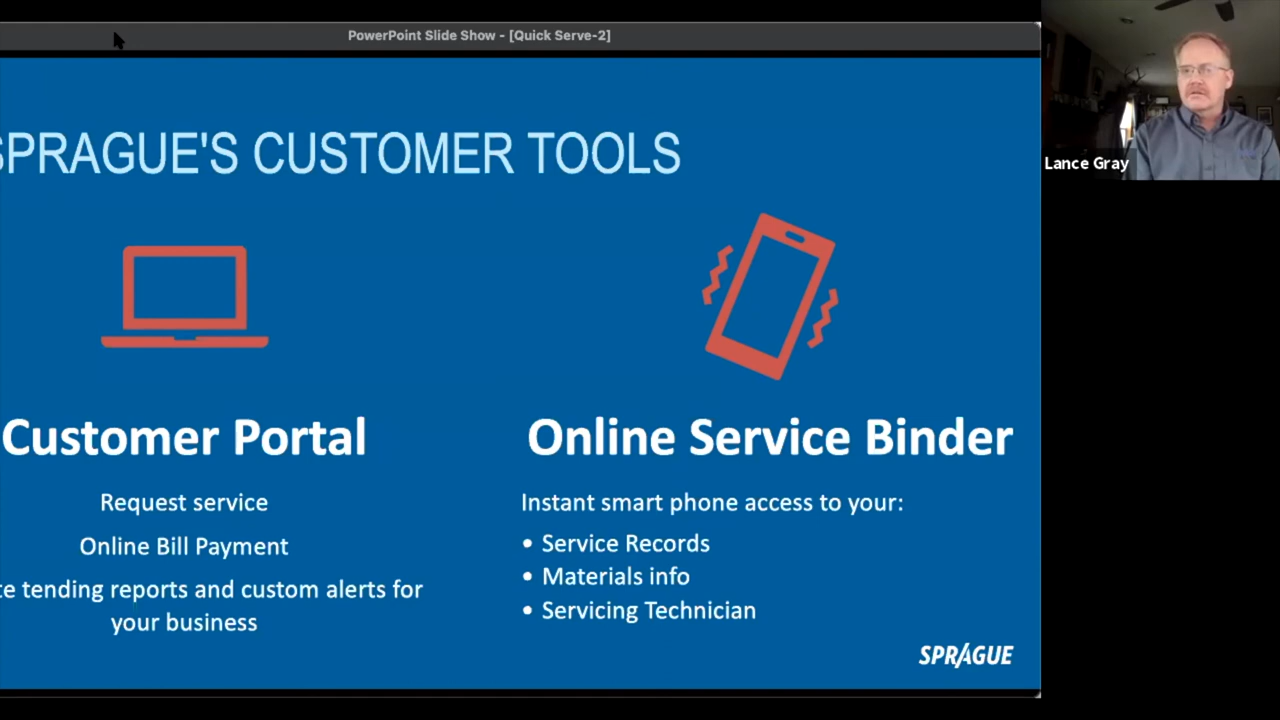 PowerPoint Slide Show - [Quick Serve-2]
SPRAGUE'S CUSTOMER TOOLS
Lance Gray
Customer Portal
Request service
Online Bill Payment
te tending reports and custom alerts for
your business
Online Service Binder
Instant smart phone access to your:
• Service Records
• Materials info
• Servicing Technician
SPRAGUE